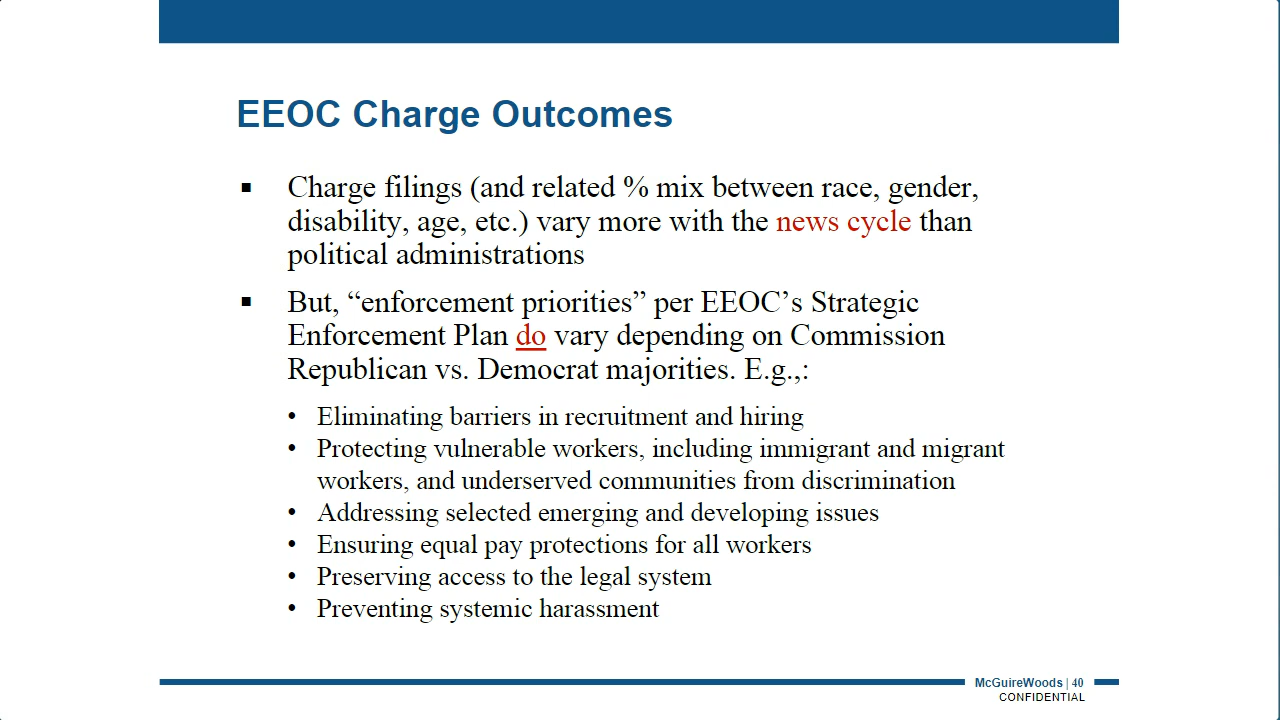 EEOC Charge Outcomes
▪ Charge filings (and related % mix between race, gender,
disability, age, etc.) vary more with the news cycle than
political administrations
▪ But, “enforcement priorities” per EEOC’s Strategic
Enforcement Plan do vary depending on Commission
Republican vs. Democrat majorities. E.g.,:
• Eliminating barriers in recruitment and hiring
• Protecting vulnerable workers, including immigrant and migrant
workers, and underserved communities from discrimination
• Addressing selected emerging and developing issues
• Ensuring equal pay protections for all workers
• Preserving access to the legal system
• Preventing systemic harassment
McGuireWoods | 40
CONFIDENTIAL